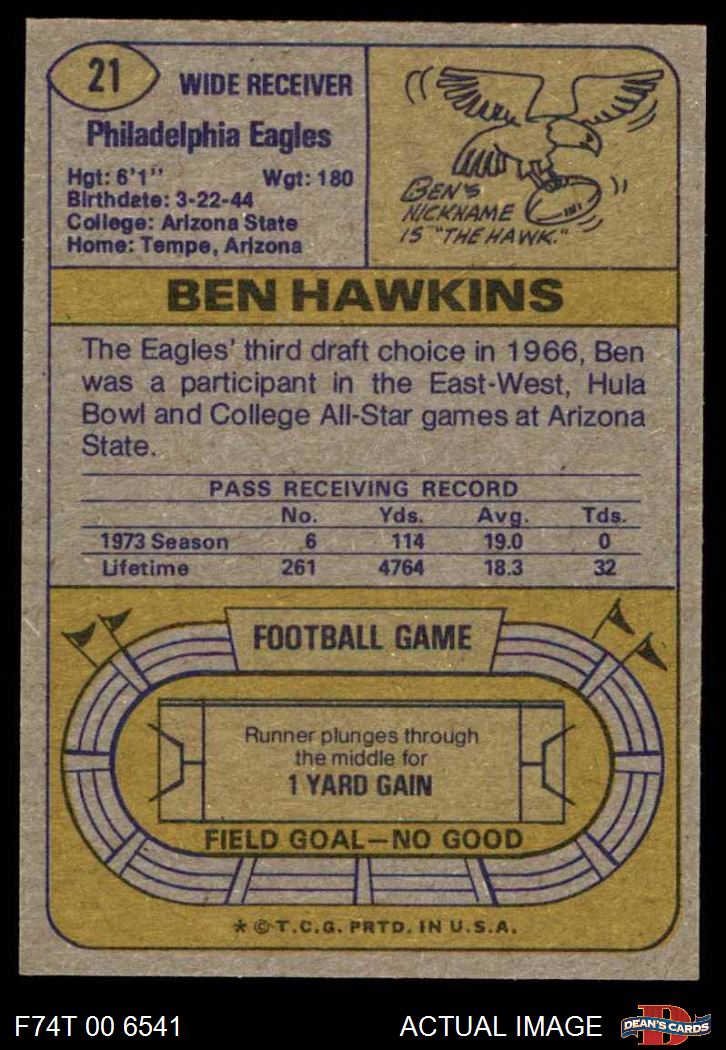 21
WIDE RECEIVER
Philadelphia Eagles
Hgt: 6'1" Wgt: 180
Birthdate: 3-22-44
College: Arizona State
Home: Tempe, Arizona
BEN'S
NICKNAME
IS "THE HAWK."
BEN HAWKINS
The Eagles' third draft choice in 1966, Ben
was a participant in the East-West, Hula
Bowl and College All-Star games at Arizona
State.
PASS RECEIVING RECORD
No. Yds. Avg. Tds.
1973 Season 6 114 19.0 0
Lifetime 261 4764 18.3 32
FOOTBALL GAME
Runner plunges through
the middle for
1 YARD GAIN
FIELD GOAL—NO GOOD
* © T.C.G. PRTD. IN U.S.A.
F74T 00 6541 ACTUAL IMAGE
D
DEAN'S CARDS